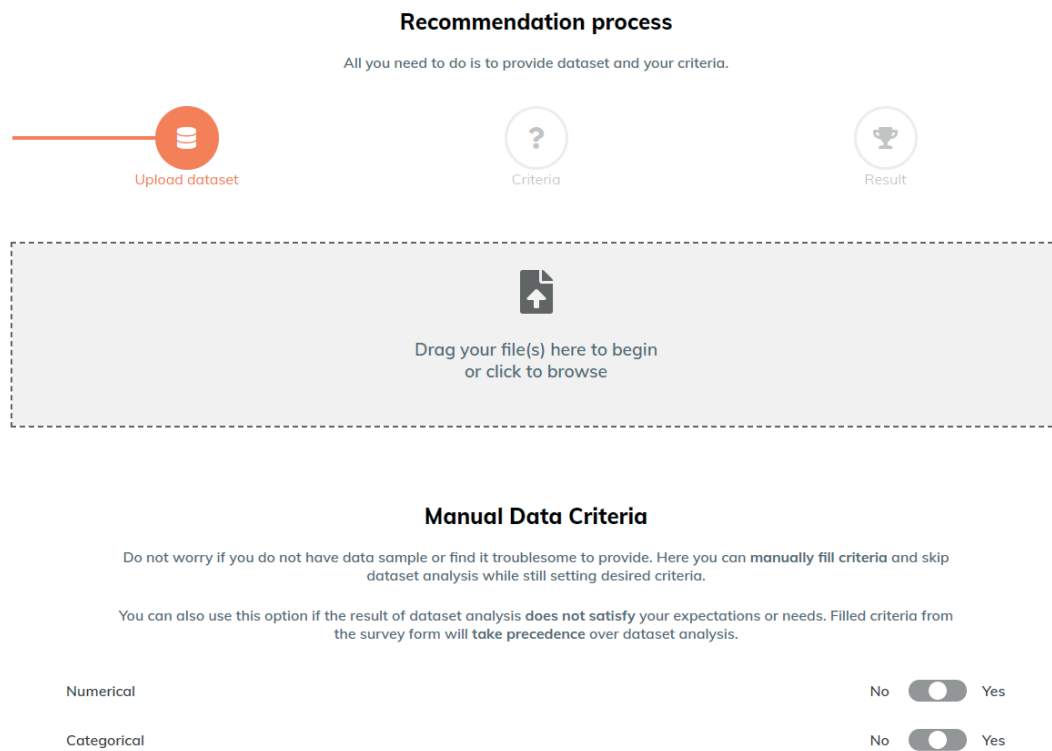 Recommendation process
All you need to do is to provide dataset and your criteria.
Upload dataset
Criteria
Result
Drag your file(s) here to begin
or click to browse
Manual Data Criteria
Do not worry if you do not have data sample or find it troublesome to provide. Here you can manually fill criteria and skip
dataset analysis while still setting desired criteria.
You can also use this option if the result of dataset analysis does not satisfy your expectations or needs. Filled criteria from
the survey form will take precedence over dataset analysis.
Numerical No Yes
Categorical No Yes